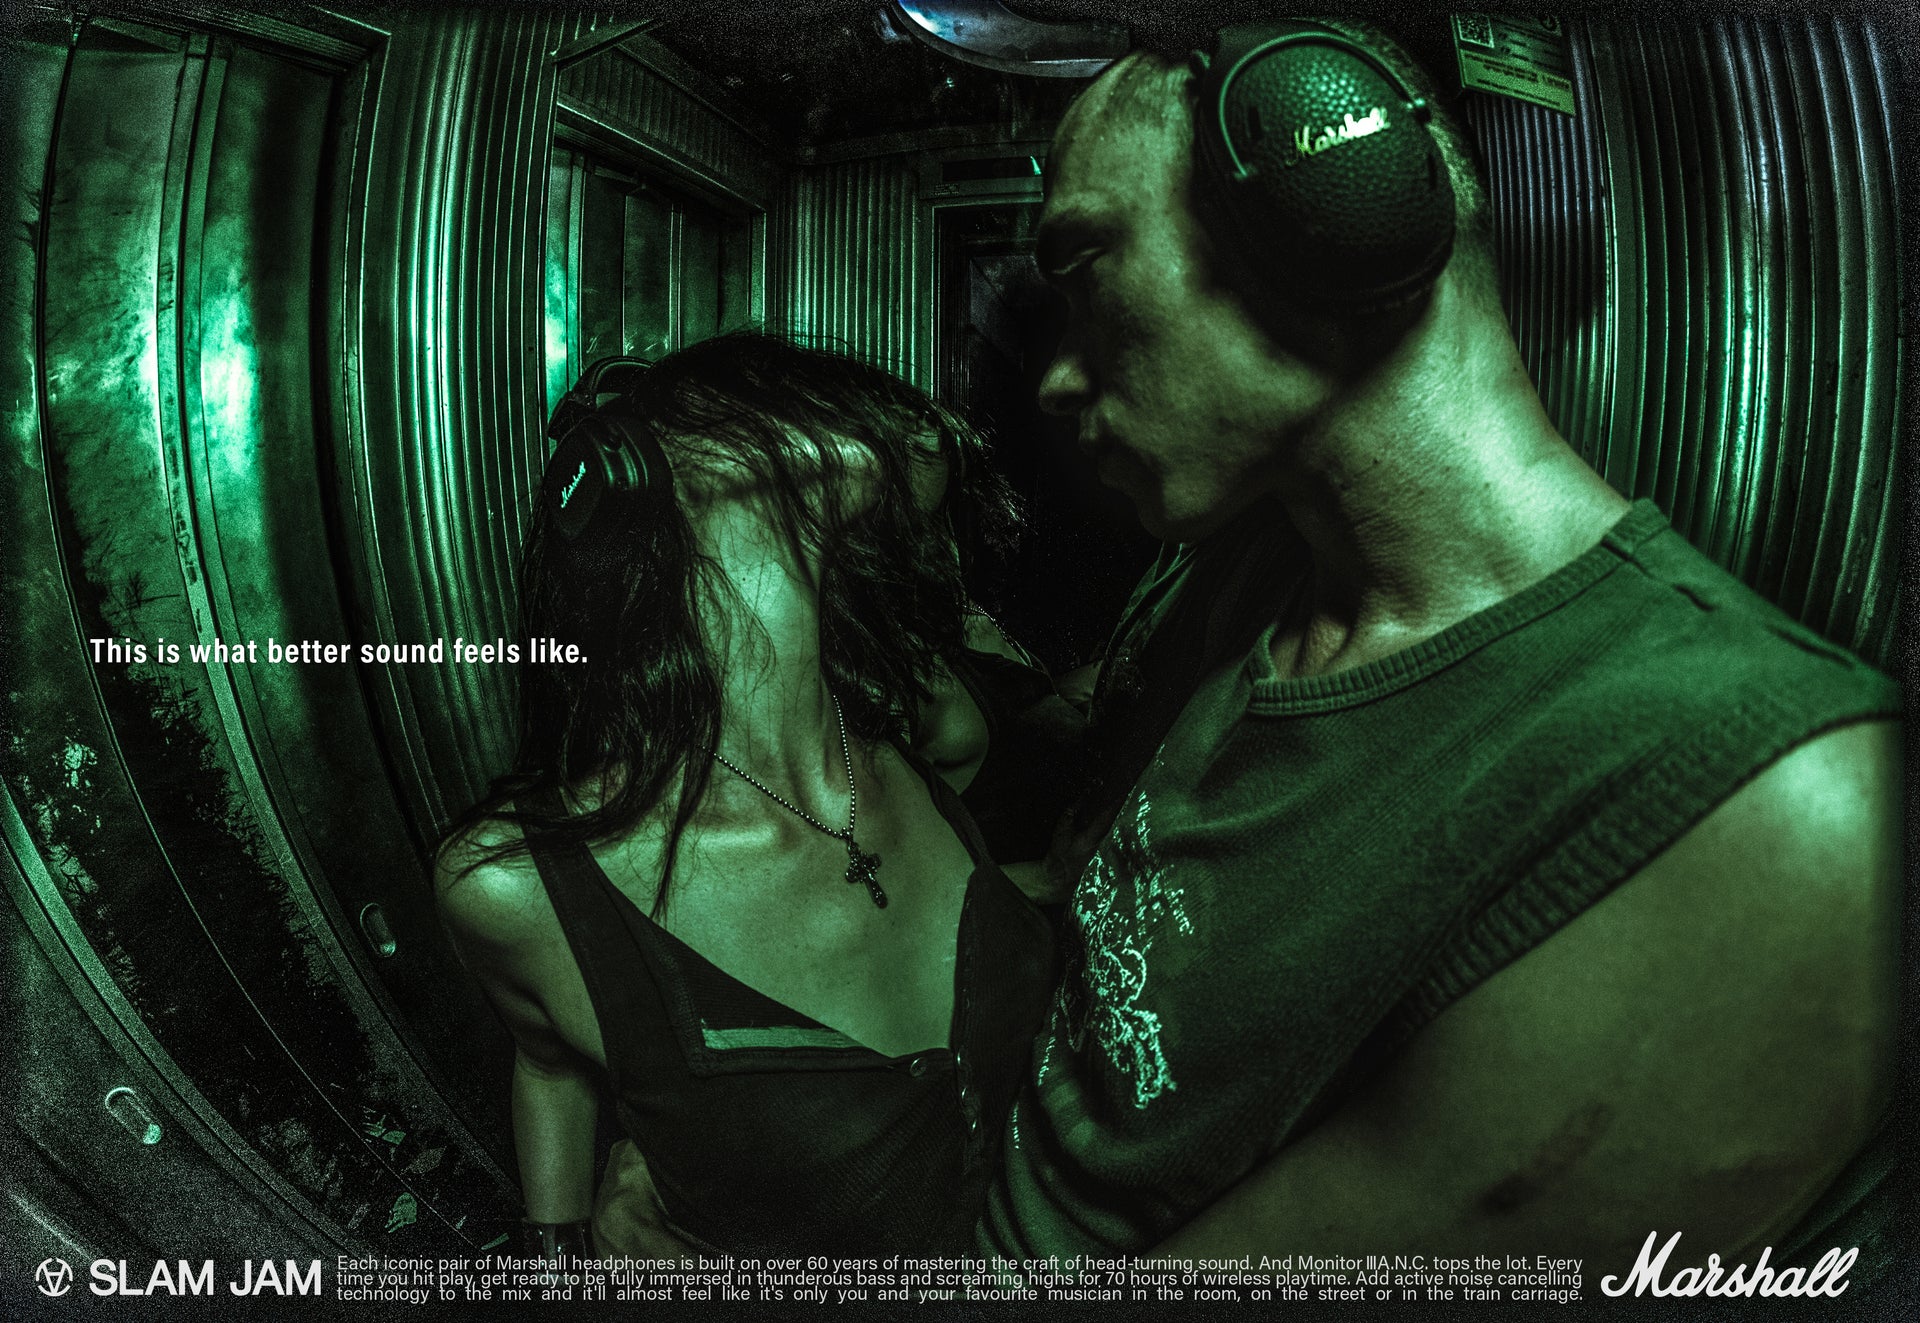 Marshall
Marshall
This is what better sound feels like.
SLAM JAM
Each iconic pair of Marshall headphones is built on over 60 years of mastering the craft of head-turning sound. And Monitor III A.N.C. tops the lot. Every
time you hit play, get ready to be fully immersed in thunderous bass and screaming highs for 70 hours of wireless playtime. Add active noise cancelling
technology to the mix and it'll almost feel like it's only you and your favourite musician in the room, on the street or in the train carriage.
Marshall